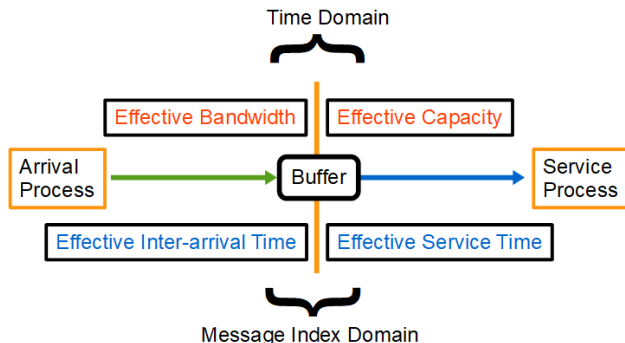 Time Domain
Effective Bandwidth
Effective Capacity
Arrival
Process
Buffer
Service
Process
Effective Inter-arrival Time
Effective Service Time
Message Index Domain